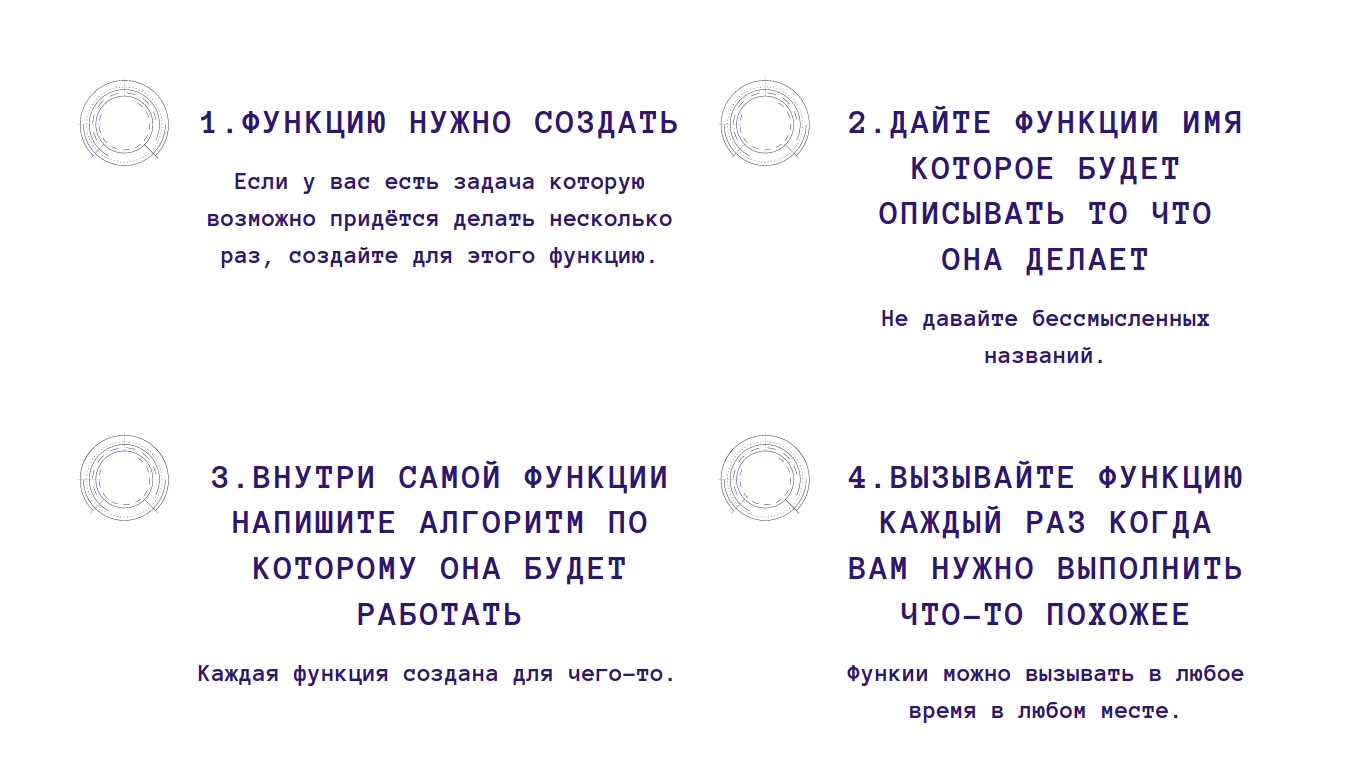 1.ФУНКЦИЮ НУЖНО СОЗДАТЬ
Если у вас есть задача которую
возможно придётся делать несколько
раз, создайте для этого функцию.
2.ДАЙТЕ ФУНКЦИИ ИМЯ
КОТОРОЕ БУДЕТ
ОПИСЫВАТЬ ТО ЧТО
ОНА ДЕЛАЕТ
Не давайте бессмысленных
названий.
3.ВНУТРИ САМОЙ ФУНКЦИИ
НАПИШИТЕ АЛГОРИТМ ПО
КОТОРОМУ ОНА БУДЕТ
РАБОТАТЬ
Каждая функция создана для чего-то.
4.ВЫЗЫВАЙТЕ ФУНКЦИЮ
КАЖДЫЙ РАЗ КОГДА
ВАМ НУЖНО ВЫПОЛНИТЬ
ЧТО-ТО ПОХОЖЕЕ
Функии можно вызывать в любое
время в любом месте.